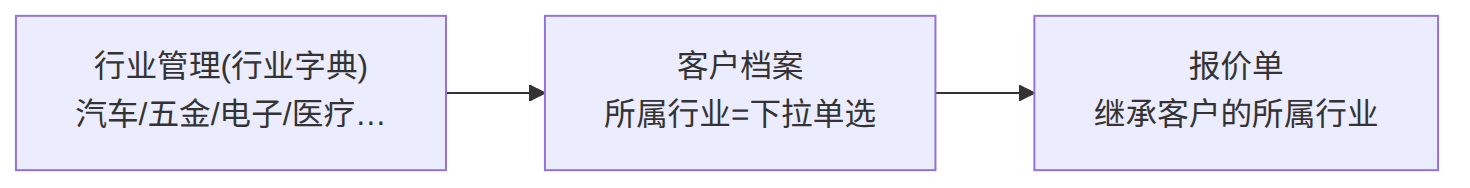 行业管理(行业字典)
汽车/五金/电子/医疗…
客户档案
所属行业=下拉单选
报价单
继承客户的所属行业